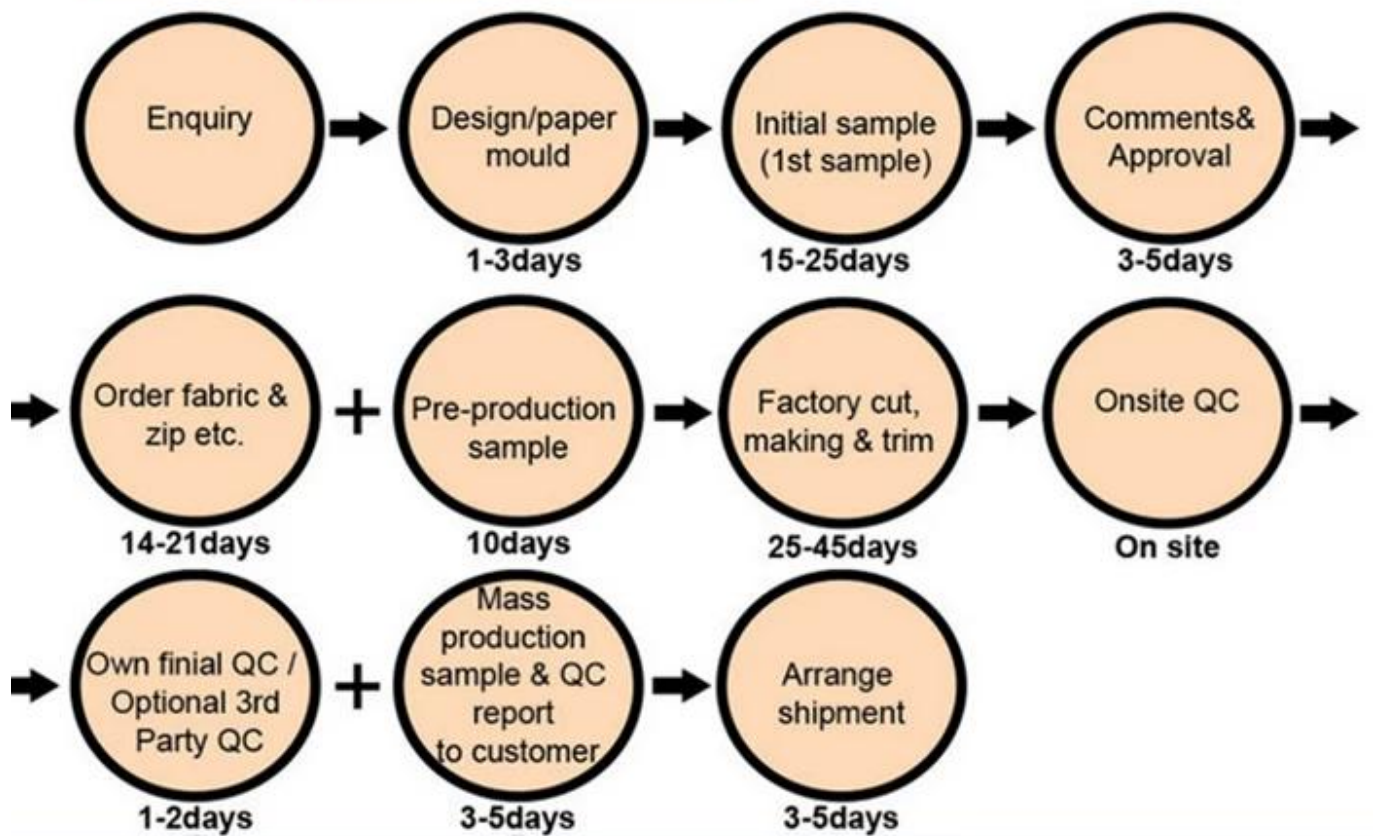 Enquiry
Design/paper
mould
1-3days
Initial sample
(1st sample)
15-25days
Comments&
Approval
3-5days
Order fabric &
zip etc.
14-21days
+
Pre-production
sample
10days
Factory cut,
making & trim
25-45days
Onsite QC
On site
Own finial QC /
Optional 3rd
Party QC
1-2days
+
Mass
production
sample & QC
report
to customer
3-5days
Arrange
shipment
3-5days